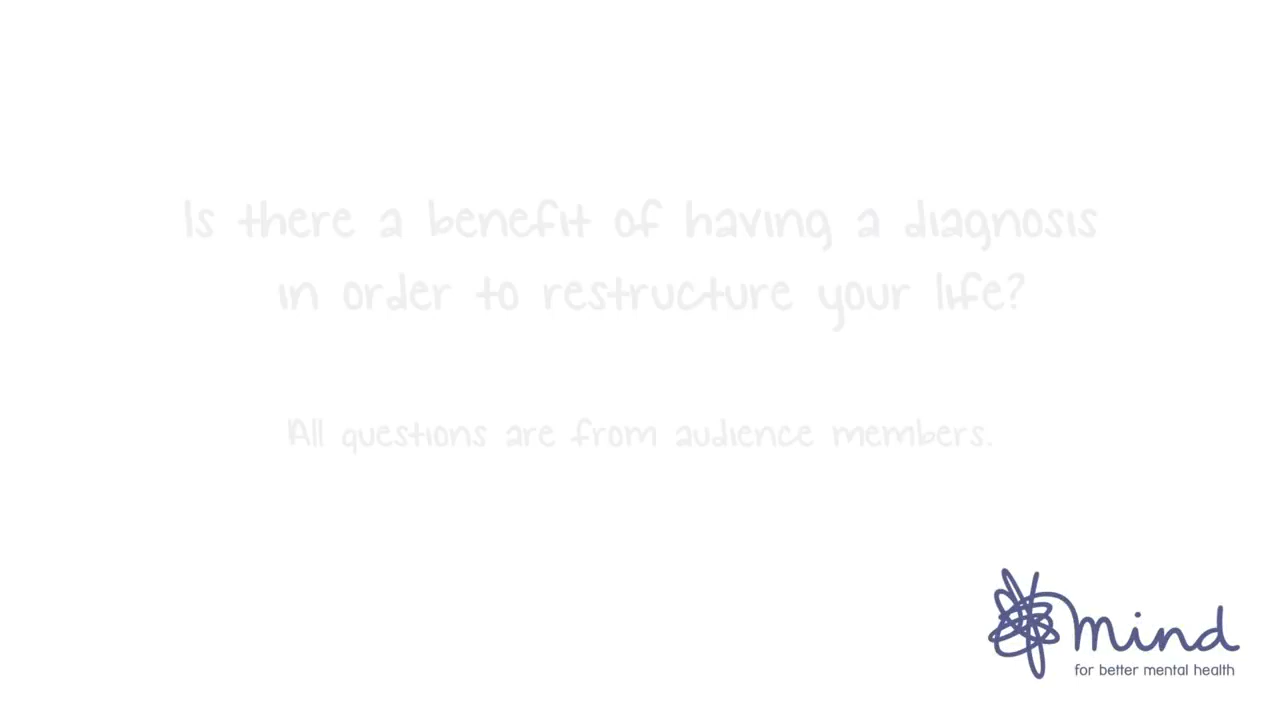 Is there a benefit of having a diagnosis
in order to restructure your life?
All questions are from audience members.
mind
for better mental health